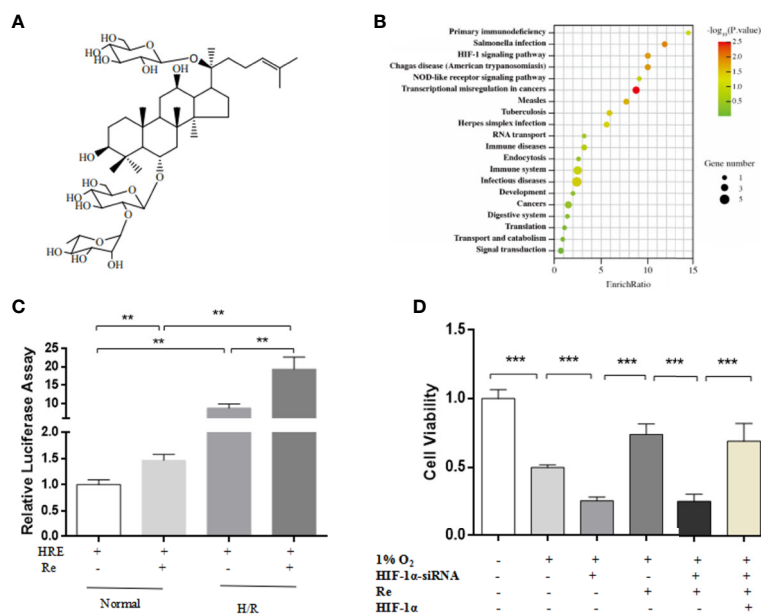 A
HO
HO
HO
OH
O
O
OH
HO
HO
HO
HO
OH
O
O
O
HO
HO
OH
O
B
Primary immunodeficiency
Salmonella infection
HIF-1 signaling pathway
Chagas disease (American trypanosomiasis)
NOD-like receptor signaling pathway
Transcriptional misregulation in cancers
Measles
Tuberculosis
Herpes simplex infection
RNA transport
Immune diseases
Endocytosis
Immune system
Infectious diseases
Development
Cancers
Digestive system
Translation
Transport and catabolism
Signal transduction
0 5 10 15
EnrichRatio
-log10(P.value)
2.5
2.0
1.5
1.0
0.5
Gene number
1
3
5
C
Relative Luciferase Assay
25
20
15
10
5
2.0
1.5
1.0
0.5
0.0
** **
** **
HRE + + + +
Re - + - +
Normal H/R
D
Cell Viability
1.5
1.0
0.5
0.0
*** *** *** *** ***
1% O2 - + + + + +
HIF-1α-siRNA - - + - + +
Re - - - + + +
HIF-1α - - - - - +